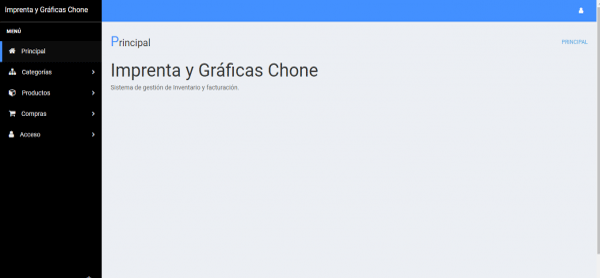 Imprenta y Gráficas Chone
MENÚ
Principal
Categorías
Productos
Compras
Acceso
Principal
PRINCIPAL
Imprenta y Gráficas Chone
Sistema de gestión de Inventario y facturación.